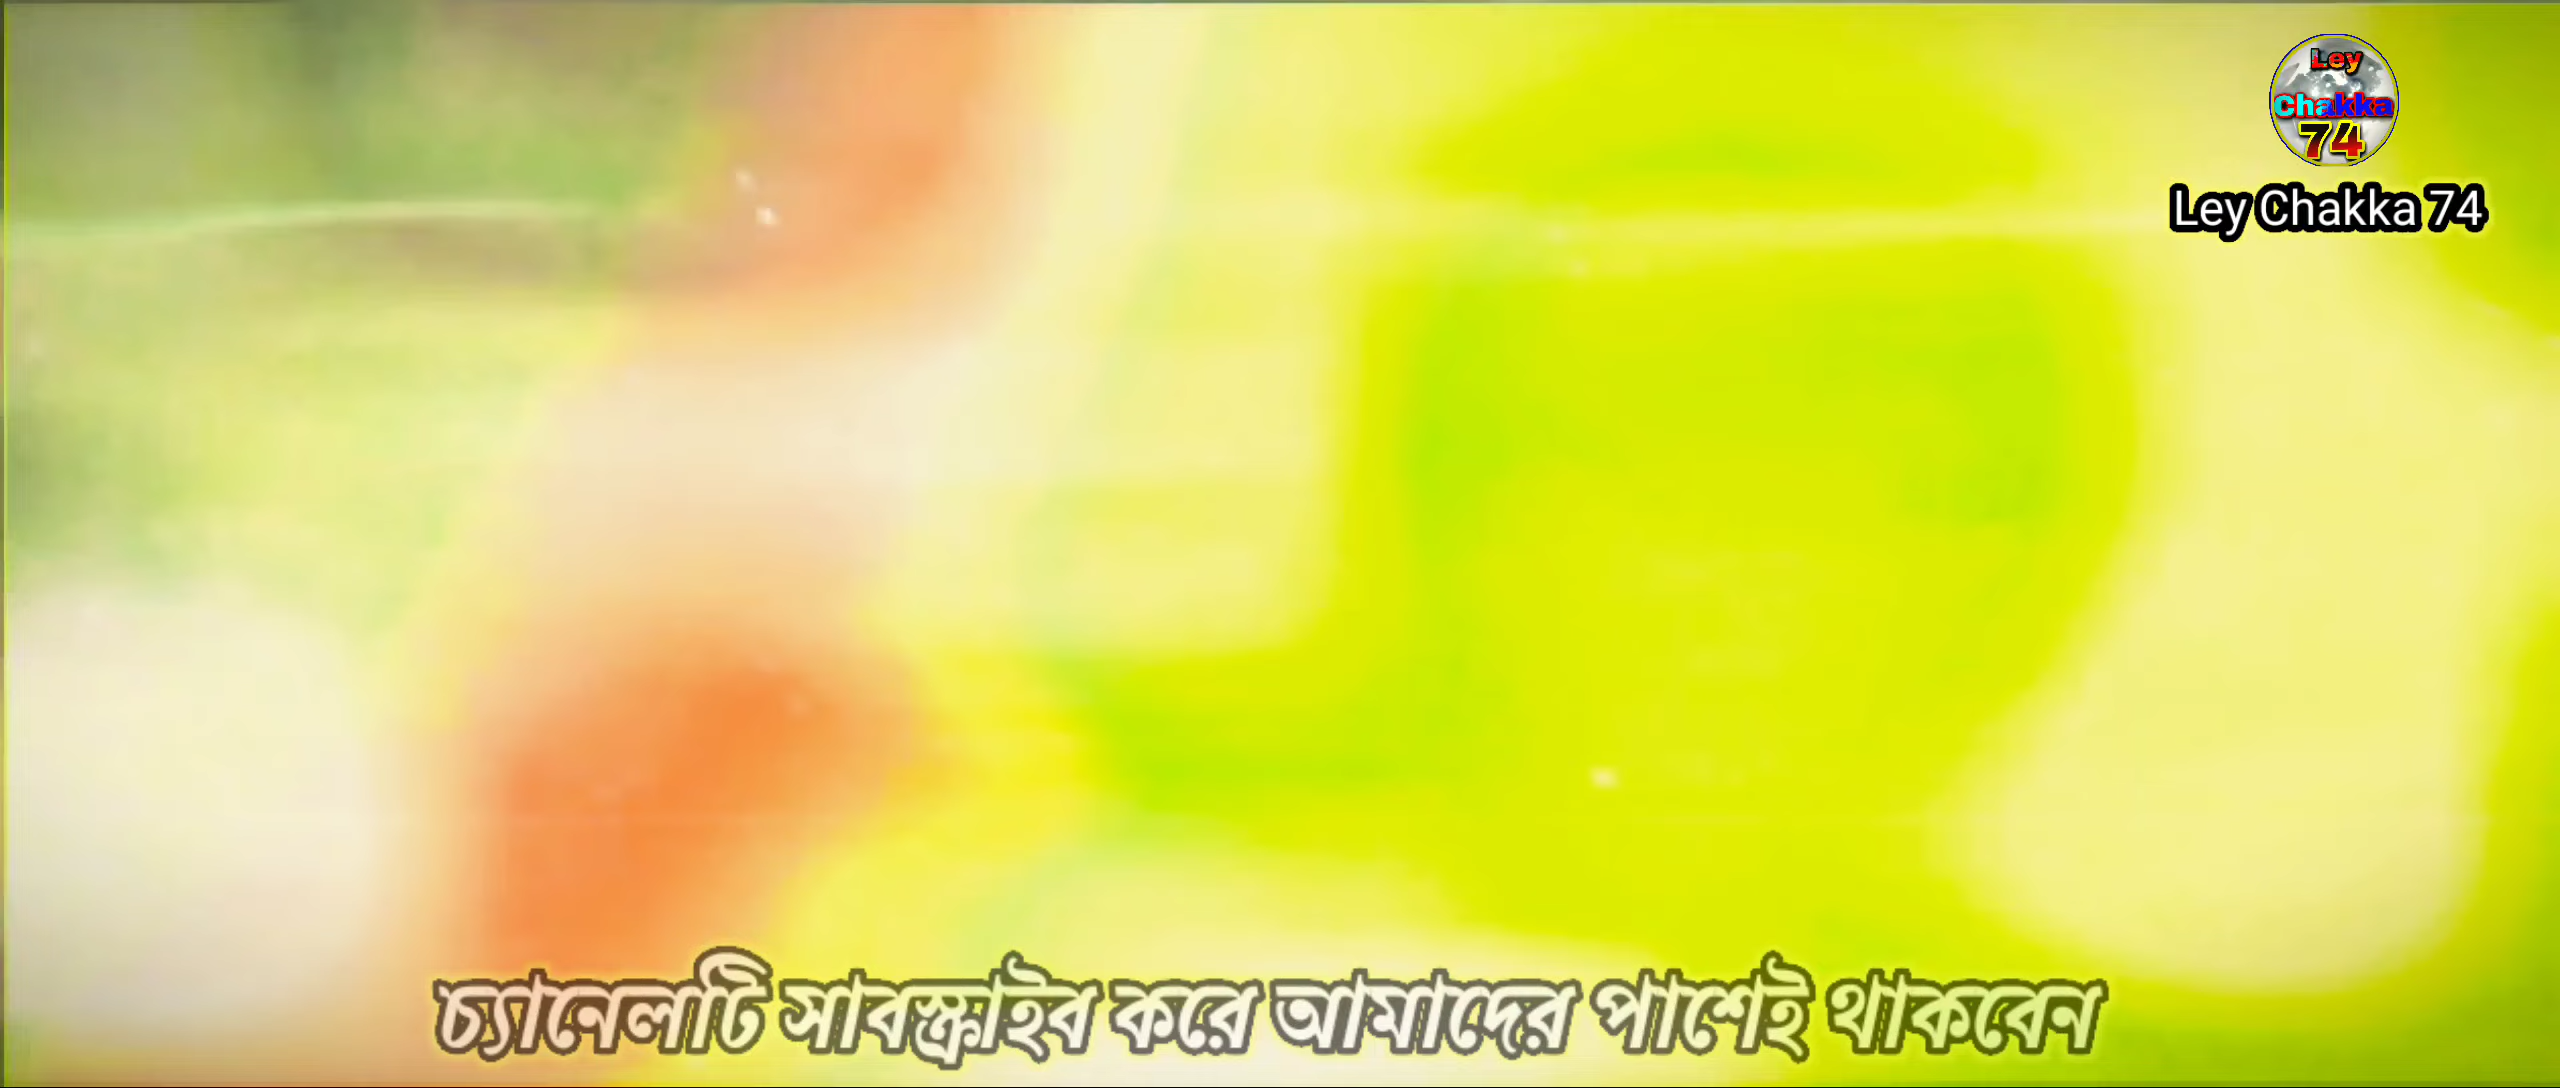 Ley
Chakka
74
Ley Chakka 74
চ্যানেলটি সাবস্ক্রাইব করে আমাদের পাশেই থাকবেন